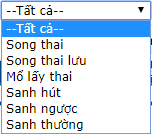 --Tất cả--
--Tất cả--
Song thai
Song thai lưu
Mổ lấy thai
Sanh hút
Sanh ngược
Sanh thường